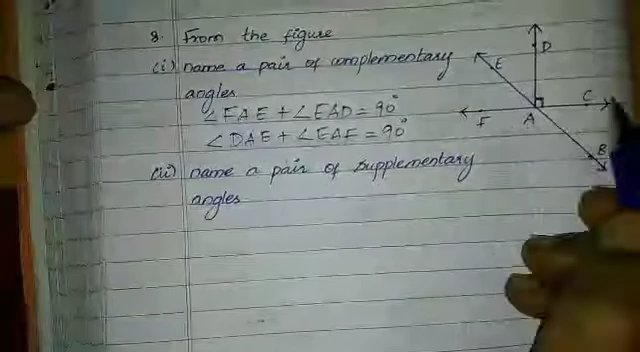 8. From the figure
(i) name a pair of complementary
angles
∠FAE + ∠EAD = 90°
∠DAE + ∠EAF = 90°
(ii) name a pair of supplementary
angles
D
E
C
F
A
B